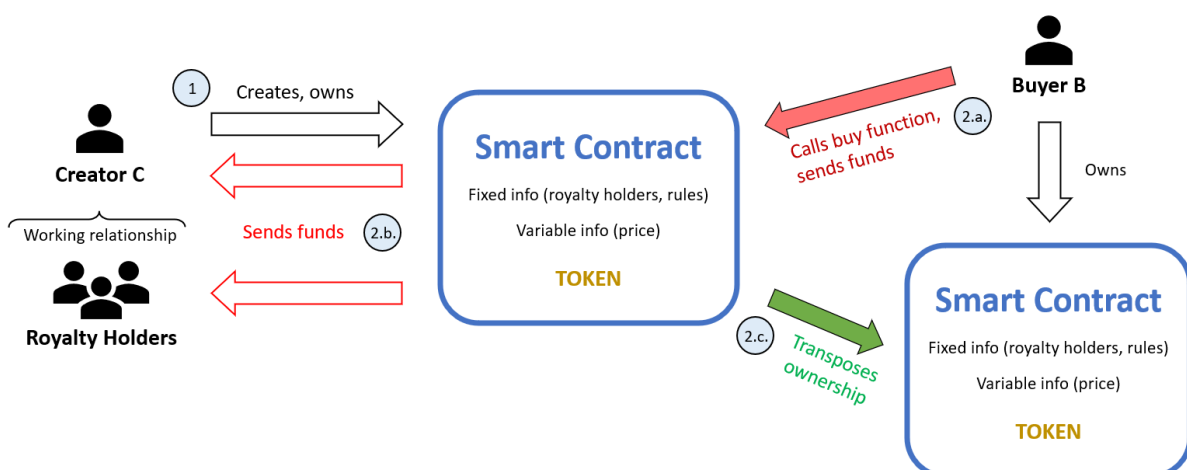 1
Creates, owns
Creator C
Working relationship
Royalty Holders
Sends funds
2.b.
Smart Contract
Fixed info (royalty holders, rules)
Variable info (price)
TOKEN
Buyer B
2.a.
Calls buy function,
sends funds
Owns
2.c.
Transposes
ownership
Smart Contract
Fixed info (royalty holders, rules)
Variable info (price)
TOKEN